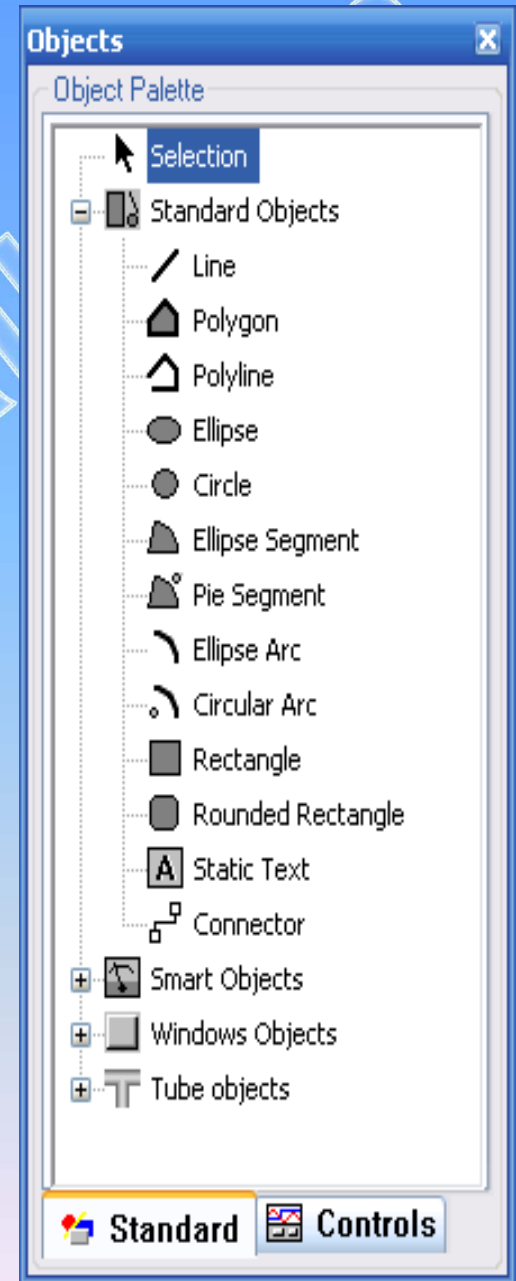 Objects
Object Palette
Selection
Standard Objects
Line
Polygon
Polyline
Ellipse
Circle
Ellipse Segment
Pie Segment
Ellipse Arc
Circular Arc
Rectangle
Rounded Rectangle
A Static Text
Connector
Smart Objects
Windows Objects
Tube objects
Standard Controls